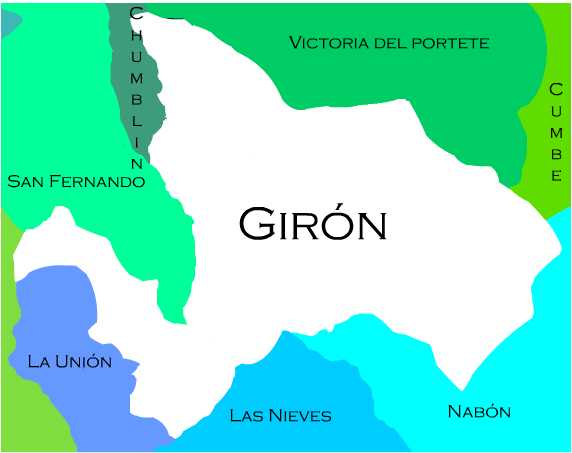 CHUMBLIN
VICTORIA DEL PORTETE
CUMBE
SAN FERNANDO
GIRÓN
LA UNIÓN
LAS NIEVES
NABÓN